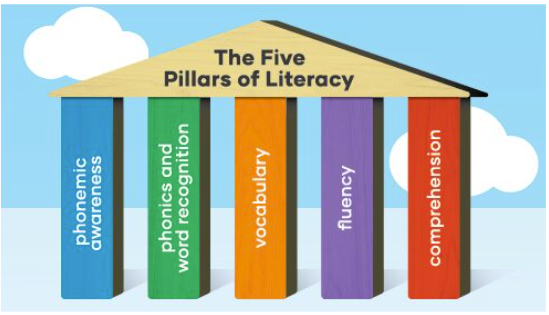 The Five
Pillars of Literacy
phonemic
awareness
phonics and
word recognition
vocabulary
fluency
comprehension